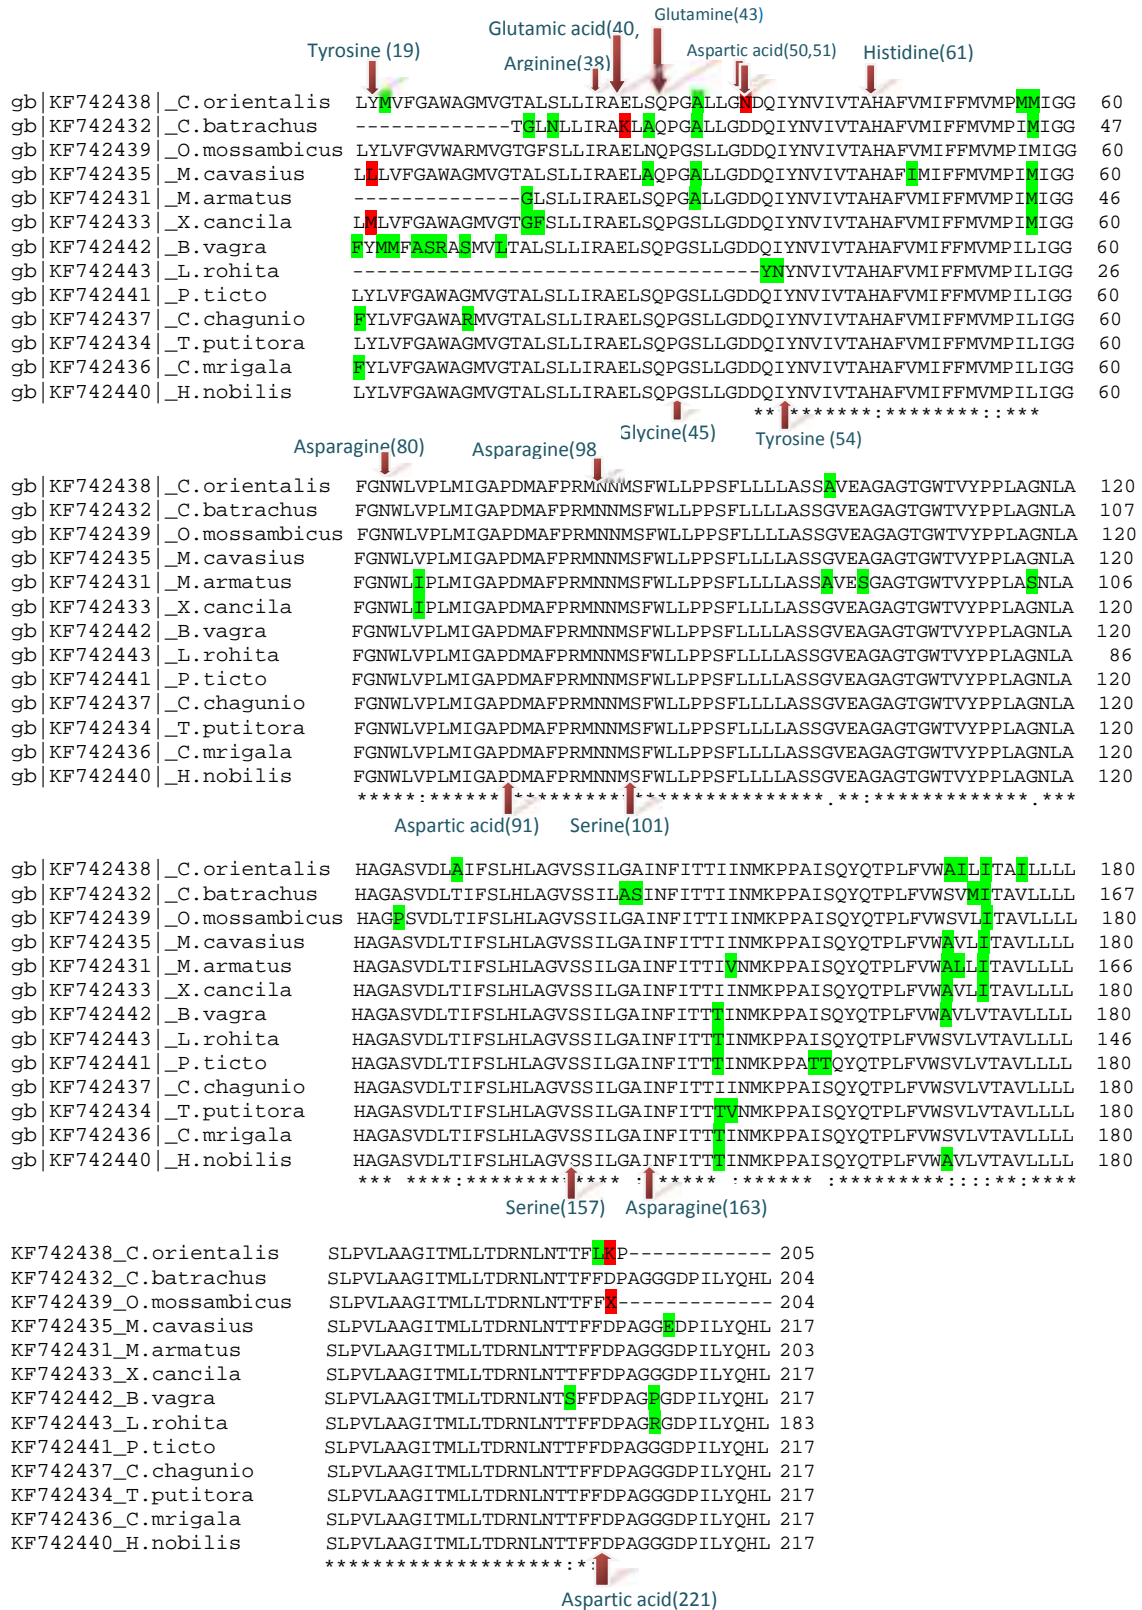 Glutamine(43)
Glutamic acid(40,
Tyrosine (19)
Arginine(38)
Aspartic acid(50,51)
Histidine(61)
gb|KF742438|_C.orientalis LYMVFGAWAGMVGTALSLLIRAELSQPGALLGNDQIYNVIVTAHAFVMIFFMVMPMMIGG 60
gb|KF742432|_C.batrachus -------------TGLNLLIRAKLAQPGALLGDDQIYNVIVTAHAFVMIFFMVMPIMIGG 47
gb|KF742439|_O.mossambicus LYLVFGVWARMVGTGFSLLIRAELNQPGSLLGDDQIYNVIVTAHAFVMIFFMVMPIMIGG 60
gb|KF742435|_M.cavasius LLLVFGAWAGMVGTALSLLIRAELAQPGALLGDDQIYNVIVTAHAFIMIFFMVMPIMIGG 60
gb|KF742431|_M.armatus --------------GLSLLIRAELSQPGALLGDDQIYNVIVTAHAFVMIFFMVMPIMIGG 46
gb|KF742433|_X.cancila LMLVFGAWAGMVGTGFSLLIRAELSQPGSLLGDDQIYNVIVTAHAFVMIFFMVMPIMIGG 60
gb|KF742442|_B.vagra FYMMFASRASMVLTALSLLIRAELSQPGSLLGDDQIYNVIVTAHAFVMIFFMVMPILIGG 60
gb|KF742443|_L.rohita ----------------------------------YNYNVIVTAHAFVMIFFMVMPILIGG 26
gb|KF742441|_P.ticto LYLVFGAWAGMVGTALSLLIRAELSQPGSLLGDDQIYNVIVTAHAFVMIFFMVMPILIGG 60
gb|KF742437|_C.chagunio FYLVFGAWARMVGTALSLLIRAELSQPGSLLGDDQIYNVIVTAHAFVMIFFMVMPILIGG 60
gb|KF742434|_T.putitora LYLVFGAWAGMVGTALSLLIRAELSQPGSLLGDDQIYNVIVTAHAFVMIFFMVMPILIGG 60
gb|KF742436|_C.mrigala FYLVFGAWAGMVGTALSLLIRAELSQPGSLLGDDQIYNVIVTAHAFVMIFFMVMPILIGG 60
gb|KF742440|_H.nobilis LYLVFGAWAGMVGTALSLLIRAELSQPGSLLGDDQIYNVIVTAHAFVMIFFMVMPILIGG 60
** *******:********::***
Glycine(45) Tyrosine (54)
Asparagine(80) Asparagine(98
gb|KF742438|_C.orientalis FGNWLVPLMIGAPDMAFPRMNNMSFWLLPPSFLLLLASSAVEAGAGTGWTVYPPLAGNLA 120
gb|KF742432|_C.batrachus FGNWLVPLMIGAPDMAFPRMNNMSFWLLPPSFLLLLASSGVEAGAGTGWTVYPPLAGNLA 107
gb|KF742439|_O.mossambicus FGNWLVPLMIGAPDMAFPRMNNMSFWLLPPSFLLLLASSGVEAGAGTGWTVYPPLAGNLA 120
gb|KF742435|_M.cavasius FGNWLVPLMIGAPDMAFPRMNNMSFWLLPPSFLLLLASSGVEAGAGTGWTVYPPLAGNLA 120
gb|KF742431|_M.armatus FGNWLIPLMIGAPDMAFPRMNNMSFWLLPPSFLLLLASSAVESGAGTGWTVYPPLASNLA 106
gb|KF742433|_X.cancila FGNWLIPLMIGAPDMAFPRMNNMSFWLLPPSFLLLLASSGVEAGAGTGWTVYPPLAGNLA 120
gb|KF742442|_B.vagra FGNWLVPLMIGAPDMAFPRMNNMSFWLLPPSFLLLLASSGVEAGAGTGWTVYPPLAGNLA 120
gb|KF742443|_L.rohita FGNWLVPLMIGAPDMAFPRMNNMSFWLLPPSFLLLLASSGVEAGAGTGWTVYPPLAGNLA 86
gb|KF742441|_P.ticto FGNWLVPLMIGAPDMAFPRMNNMSFWLLPPSFLLLLASSGVEAGAGTGWTVYPPLAGNLA 120
gb|KF742437|_C.chagunio FGNWLVPLMIGAPDMAFPRMNNMSFWLLPPSFLLLLASSGVEAGAGTGWTVYPPLAGNLA 120
gb|KF742434|_T.putitora FGNWLVPLMIGAPDMAFPRMNNMSFWLLPPSFLLLLASSGVEAGAGTGWTVYPPLAGNLA 120
gb|KF742436|_C.mrigala FGNWLVPLMIGAPDMAFPRMNNMSFWLLPPSFLLLLASSGVEAGAGTGWTVYPPLAGNLA 120
gb|KF742440|_H.nobilis FGNWLVPLMIGAPDMAFPRMNNMSFWLLPPSFLLLLASSGVEAGAGTGWTVYPPLAGNLA 120
*****:*********************************.**:*************.***
Aspartic acid(91) Serine(101)
gb|KF742438|_C.orientalis HAGASVDLAIFSLHLAGVSSILGAINFITTIINMKPPAISQYQTPLFVWAILITAILLLL 180
gb|KF742432|_C.batrachus HAGASVDLTIFSLHLAGVSSILASINFITTIINMKPPAISQYQTPLFVWSVMITAVLLLL 167
gb|KF742439|_O.mossambicus HAGPSVDLTIFSLHLAGVSSILGAINFITTIINMKPPAISQYQTPLFVWSVLITAVLLLL 180
gb|KF742435|_M.cavasius HAGASVDLTIFSLHLAGVSSILGAINFITTIINMKPPAISQYQTPLFVWAVLITAVLLLL 180
gb|KF742431|_M.armatus HAGASVDLTIFSLHLAGVSSILGAINFITTIVNMKPPAISQYQTPLFVWALLITAVLLLL 166
gb|KF742433|_X.cancila HAGASVDLTIFSLHLAGVSSILGAINFITTIINMKPPAISQYQTPLFVWAVLITAVLLLL 180
gb|KF742442|_B.vagra HAGASVDLTIFSLHLAGVSSILGAINFITTTINMKPPAISQYQTPLFVWAVLVTAVLLLL 180
gb|KF742443|_L.rohita HAGASVDLTIFSLHLAGVSSILGAINFITTTINMKPPAISQYQTPLFVWSVLVTAVLLLL 146
gb|KF742441|_P.ticto HAGASVDLTIFSLHLAGVSSILGAINFITTTINMKPPATTQYQTPLFVWSVLVTAVLLLL 180
gb|KF742437|_C.chagunio HAGASVDLTIFSLHLAGVSSILGAINFITTIINMKPPAISQYQTPLFVWSVLVTAVLLLL 180
gb|KF742434|_T.putitora HAGASVDLTIFSLHLAGVSSILGAINFITTTVNMKPPAISQYQTPLFVWSVLVTAVLLLL 180
gb|KF742436|_C.mrigala HAGASVDLTIFSLHLAGVSSILGAINFITTTINMKPPAISQYQTPLFVWSVLVTAVLLLL 180
gb|KF742440|_H.nobilis HAGASVDLTIFSLHLAGVSSILGAINFITTTINMKPPAISQYQTPLFVWAVLVTAVLLLL 180
*** ****:************* :****** :****** :*********::::**:****
Serine(157) Asparagine(163)
KF742438_C.orientalis SLPVLAAGITMLLTDRNLNTTFLKP------------ 205
KF742432_C.batrachus SLPVLAAGITMLLTDRNLNTTFFDPAGGGDPILYQHL 204
KF742439_O.mossambicus SLPVLAAGITMLLTDRNLNTTFFX------------- 204
KF742435_M.cavasius SLPVLAAGITMLLTDRNLNTTFFDPAGGEDPILYQHL 217
KF742431_M.armatus SLPVLAAGITMLLTDRNLNTTFFDPAGGGDPILYQHL 203
KF742433_X.cancila SLPVLAAGITMLLTDRNLNTTFFDPAGGGDPILYQHL 217
KF742442_B.vagra SLPVLAAGITMLLTDRNLNTSFFDPAGPGDPILYQHL 217
KF742443_L.rohita SLPVLAAGITMLLTDRNLNTTFFDPAGRGDPILYQHL 183
KF742441_P.ticto SLPVLAAGITMLLTDRNLNTTFFDPAGGGDPILYQHL 217
KF742437_C.chagunio SLPVLAAGITMLLTDRNLNTTFFDPAGGGDPILYQHL 217
KF742434_T.putitora SLPVLAAGITMLLTDRNLNTTFFDPAGGGDPILYQHL 217
KF742436_C.mrigala SLPVLAAGITMLLTDRNLNTTFFDPAGGGDPILYQHL 217
KF742440_H.nobilis SLPVLAAGITMLLTDRNLNTTFFDPAGGGDPILYQHL 217
********************:*:
Aspartic acid(221)